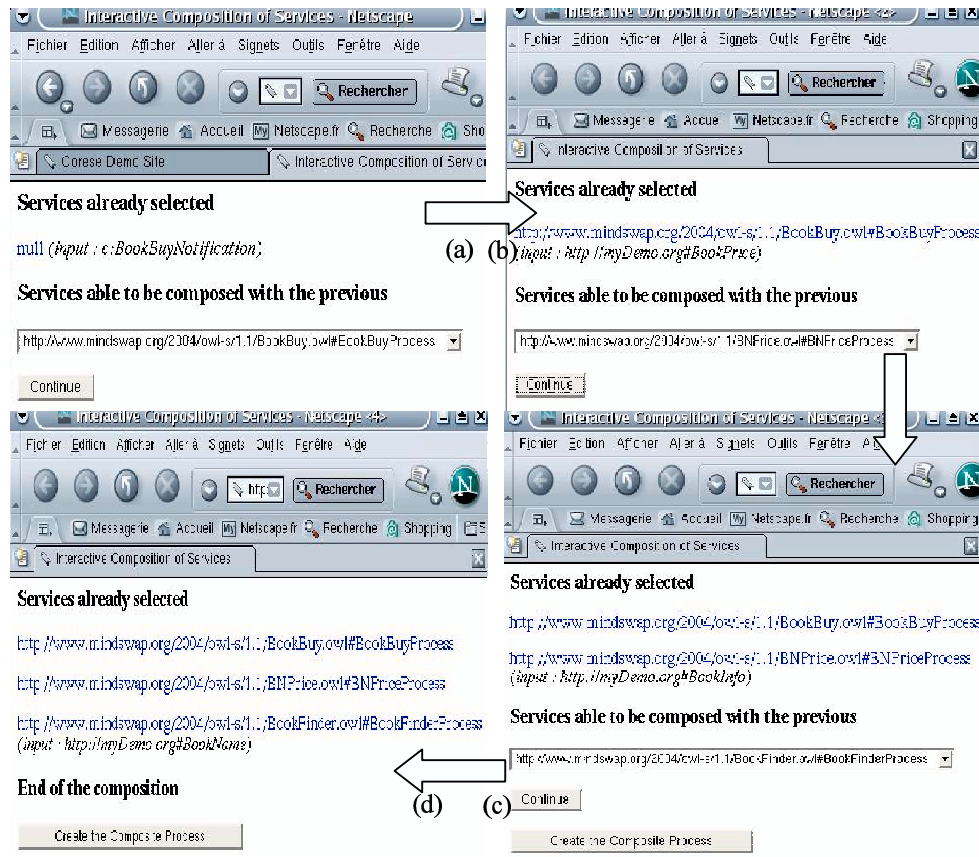 Interactive Composition of Services - Netscape
Fichier Edition Afficher Aller à Signets Outils Fenêtre Aide
Rechercher
Messagerie Accueil My Netscape.fr Recherche Sho
Corese Demo Site Interactive Composition of Servic
Services already selected
null (input : c:BookBuyNotification)
Services able to be composed with the previous
http://www.mindswap.org/2004/owl-s/1.1/BookBuy.owl#BookBuyProcess
Continue
(a)
Interactive Composition of Services - Netscape <2>
Fichier Edition Afficher Aller à Signets Outils Fenêtre Aide
Rechercher
Messagerie Accueil My Netscape.fr Recherche Shopping
Interactive Composition of Services
Services already selected
http://www.mindswap.org/2004/owl-s/1.1/BookBuy.owl#BookBuyProcess
(b) (input : http://myDemo.org#BookPrice)
Services able to be composed with the previous
http://www.mindswap.org/2004/owl-s/1.1/BNPrice.owl#BNPriceProcess
Continue
Interactive Composition of Services - Netscape <4>
Fichier Edition Afficher Aller à Signets Outils Fenêtre Aide
http: Rechercher
N
Messagerie Accueil My Netscape.fr Recherche Shopping
Interactive Composition of Services
Services already selected
http://www.mindswap.org/2004/owl-s/1.1/BookBuy.owl#BookBuyProcess
http://www.mindswap.org/2004/owl-s/1.1/BNPrice.owl#BNPriceProcess
http://www.mindswap.org/2004/owl-s/1.1/BookFinder.owl#BookFinderProcess
(input : http://myDemo.org#BookName)
End of the composition
(d)
Create the Composite Process
Interactive Composition of Services - Netscape
Fichier Edition Afficher Aller à Signets Outils Fenêtre
Rechercher
N
Messagerie Accueil My Netscape.fr Recherche Shopping
Interactive Composition of Services
Services already selected
http://www.mindswap.org/2004/owl-s/1.1/BookBuy.owl#BookBuyProcess
http://www.mindswap.org/2004/owl-s/1.1/BNPrice.owl#BNPriceProcess
(input : http://myDemo.org#BookInfo)
Services able to be composed with the previous
http://www.mindswap.org/2004/owl-s/1.1/BookFinder.owl#BookFinderProcess
(c) Continue
Create the Composite Process